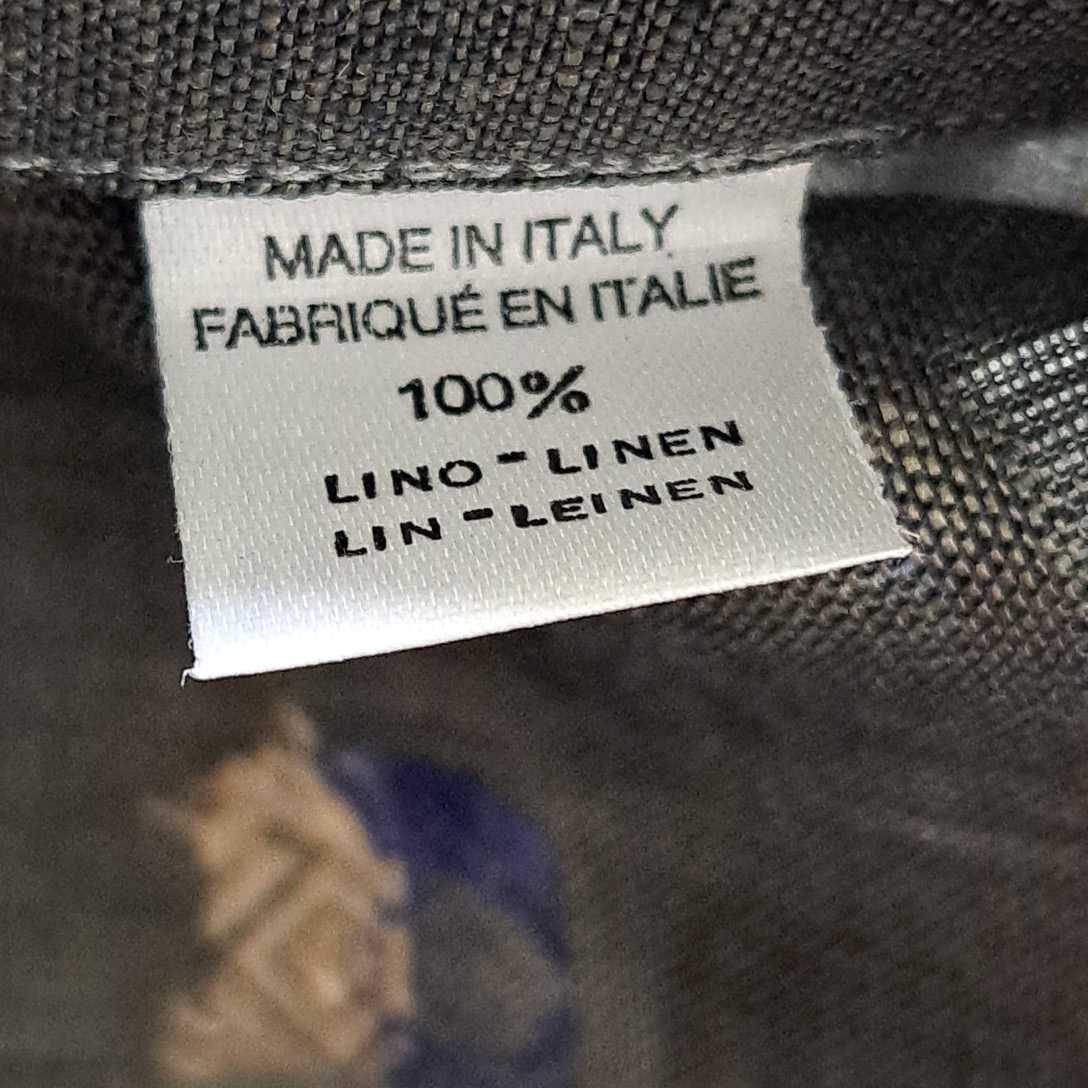 MADE IN ITALY
FABRIQUÉ EN ITALIE
100%
LINO - LINEN
LIN - LEINEN